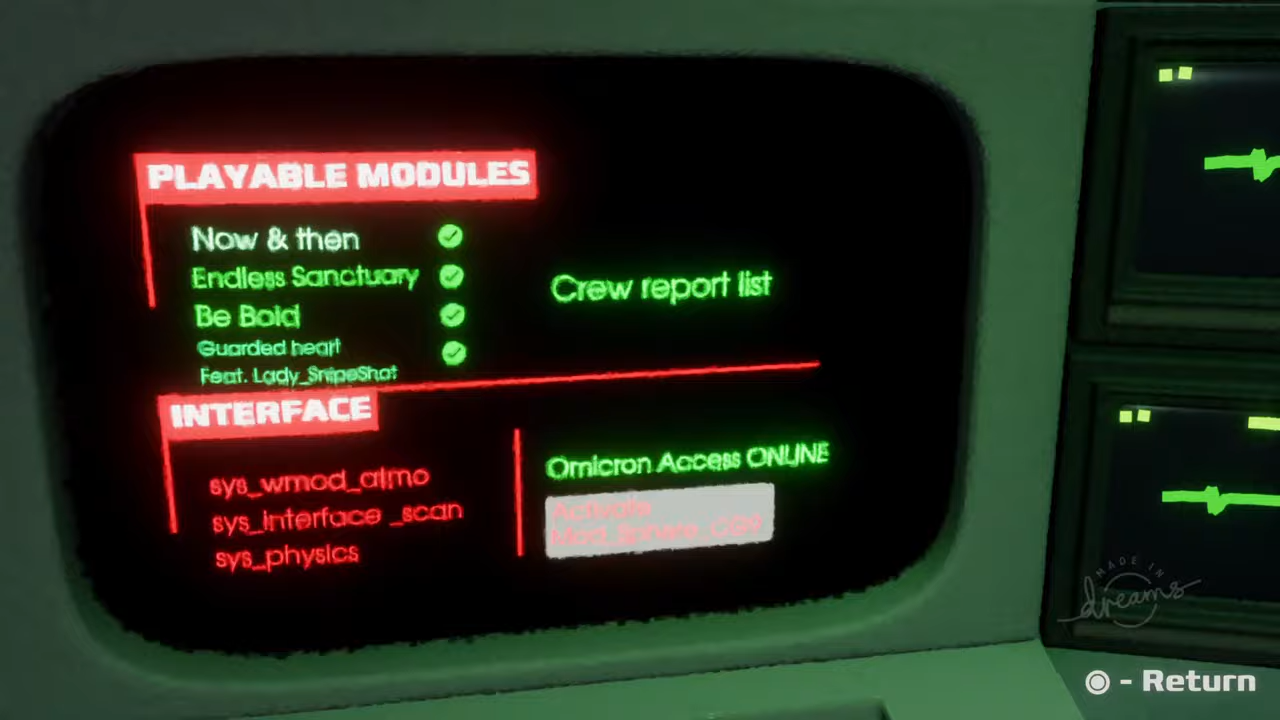 PLAYABLE MODULES
Now & then
Endless Sanctuary
Be Bold
Guarded heart
Feat. Lady_SnipeShot
Crew report list
INTERFACE
sys_wmod_atmo
sys_interface _scan
sys_physics
Omicron Access ONLINE
Activate
Mod_Sphere_
MADE IN
dreams
- Return